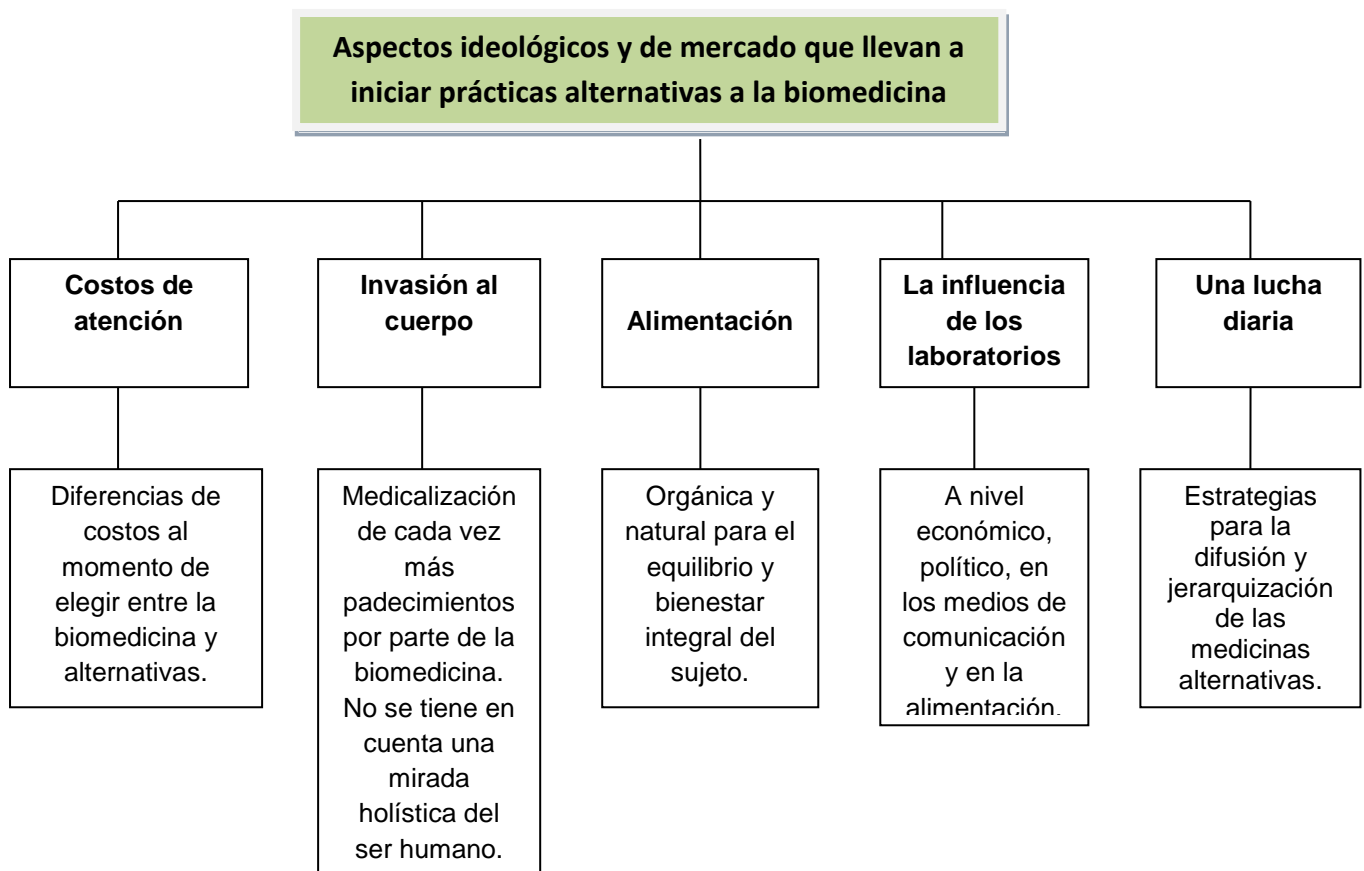 Aspectos ideológicos y de mercado que llevan a
iniciar prácticas alternativas a la biomedicina
Costos de
atención
Invasión al
cuerpo
Alimentación
La influencia
de los
laboratorios
Una lucha
diaria
Diferencias de
costos al
momento de
elegir entre la
biomedicina y
alternativas.
Medicalización
de cada vez
más
padecimientos
por parte de la
biomedicina.
No se tiene en
cuenta una
mirada
holística del
ser humano.
Orgánica y
natural para el
equilibrio y
bienestar
integral del
sujeto.
A nivel
económico,
político, en
los medios de
comunicación
y en la
alimentación.
Estrategias
para la
difusión y
jerarquización
de las
medicinas
alternativas.